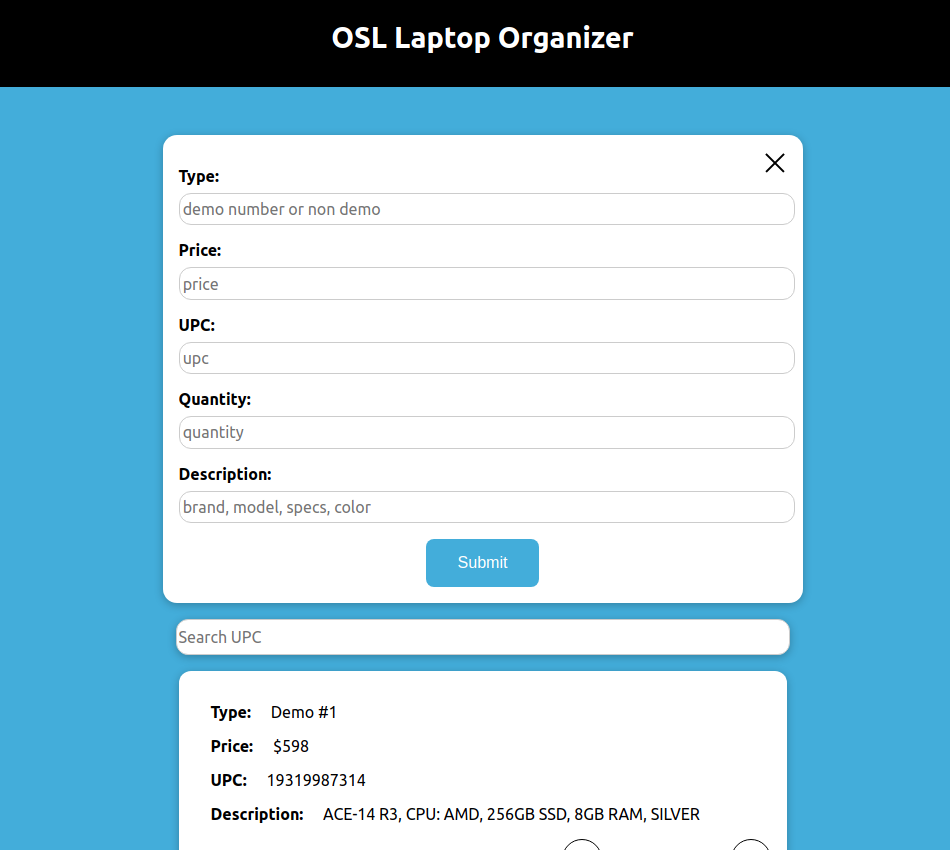 OSL Laptop Organizer
Type:
demo number or non demo
Price:
price
UPC:
upc
Quantity:
quantity
Description:
brand, model, specs, color
Submit
Search UPC
Type: Demo #1
Price: $598
UPC: 19319987314
Description: ACE-14 R3, CPU: AMD, 256GB SSD, 8GB RAM, SILVER